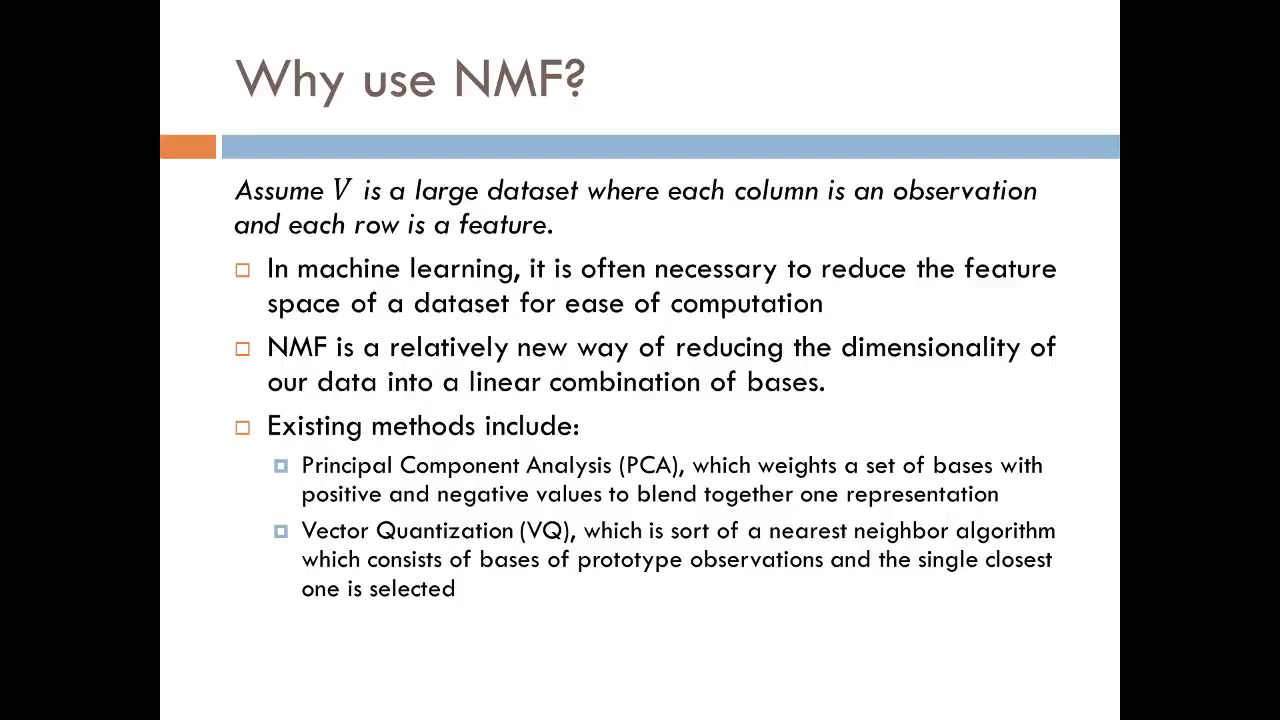 Why use NMF?
Assume V is a large dataset where each column is an observation
and each row is a feature.
In machine learning, it is often necessary to reduce the feature
space of a dataset for ease of computation
NMF is a relatively new way of reducing the dimensionality of
our data into a linear combination of bases.
Existing methods include:
Principal Component Analysis (PCA), which weights a set of bases with
positive and negative values to blend together one representation
Vector Quantization (VQ), which is sort of a nearest neighbor algorithm
which consists of bases of prototype observations and the single closest
one is selected